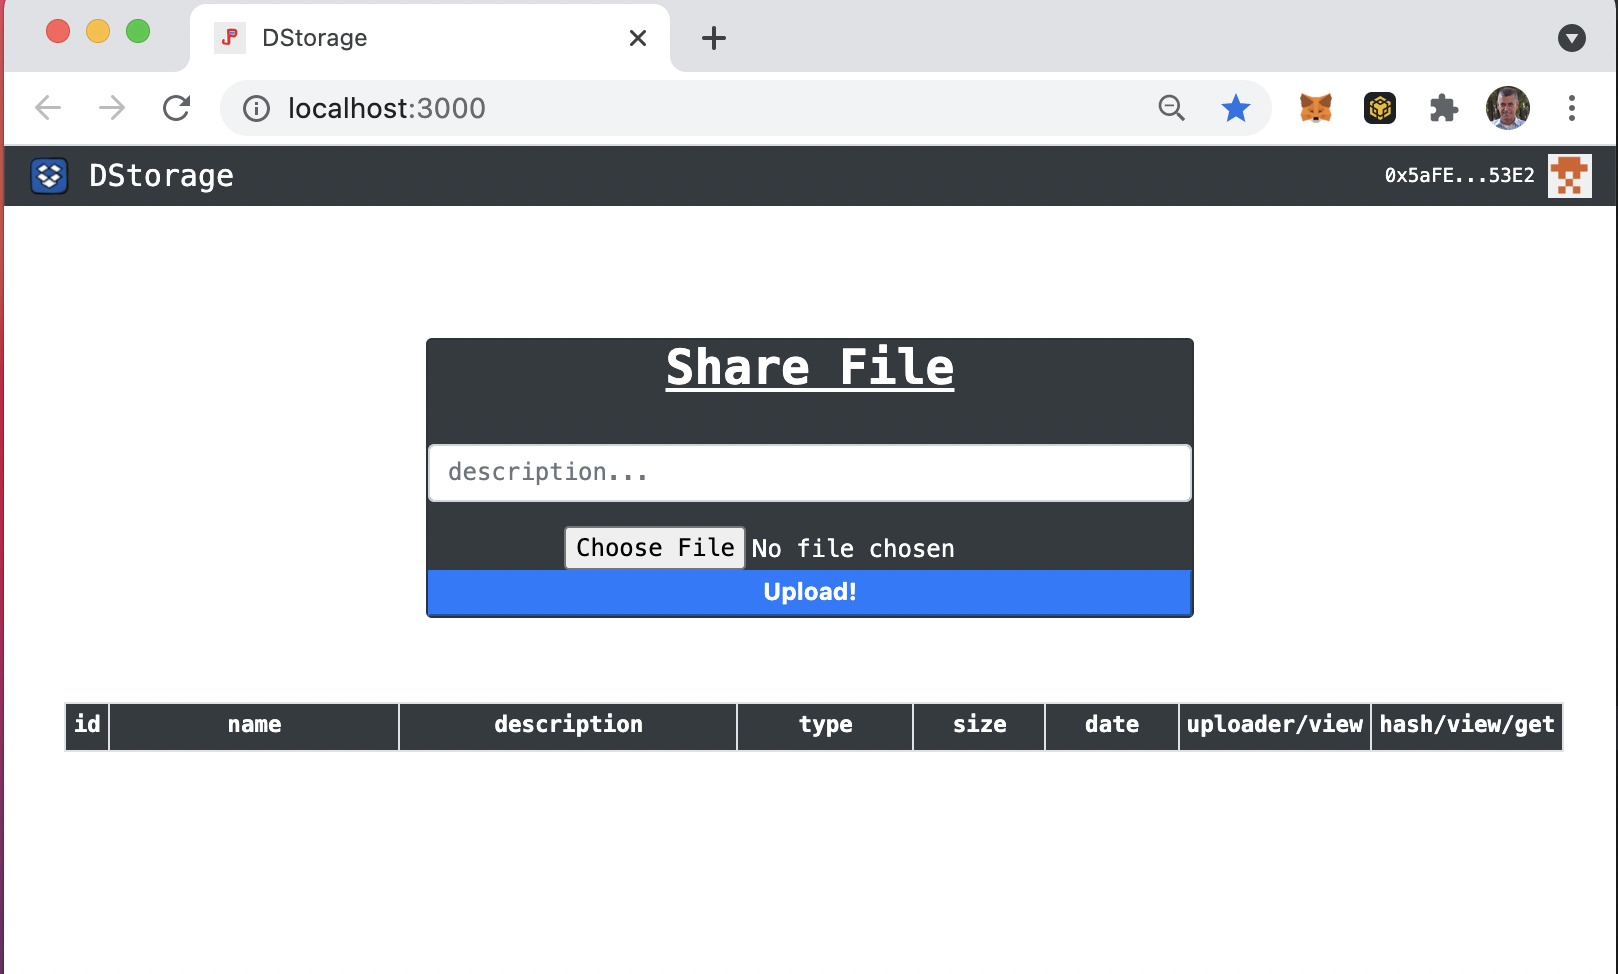 DStorage
localhost:3000
DStorage
0x5aFE...53E2
Share File
description...
Choose File No file chosen
Upload!
id name description type size date uploader/view hash/view/get